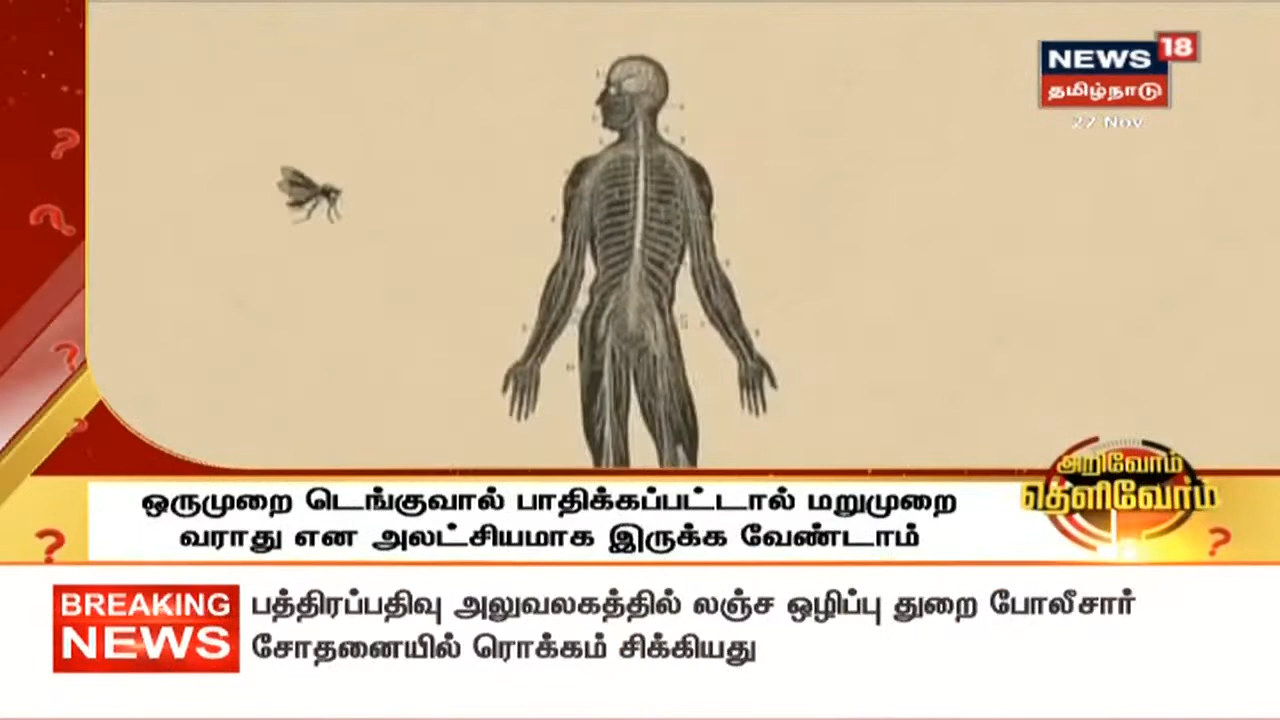 NEWS 18
தமிழ்நாடு
27 Nov
அறிவோம்
தெளிவோம்
ஒருமுறை டெங்குவால் பாதிக்கப்பட்டால் மறுமுறை
வராது என அலட்சியமாக இருக்க வேண்டாம்
BREAKING
NEWS
பத்திரப்பதிவு அலுவலகத்தில் லஞ்ச ஒழிப்பு துறை போலீசார்
சோதனையில் ரொக்கம் சிக்கியது